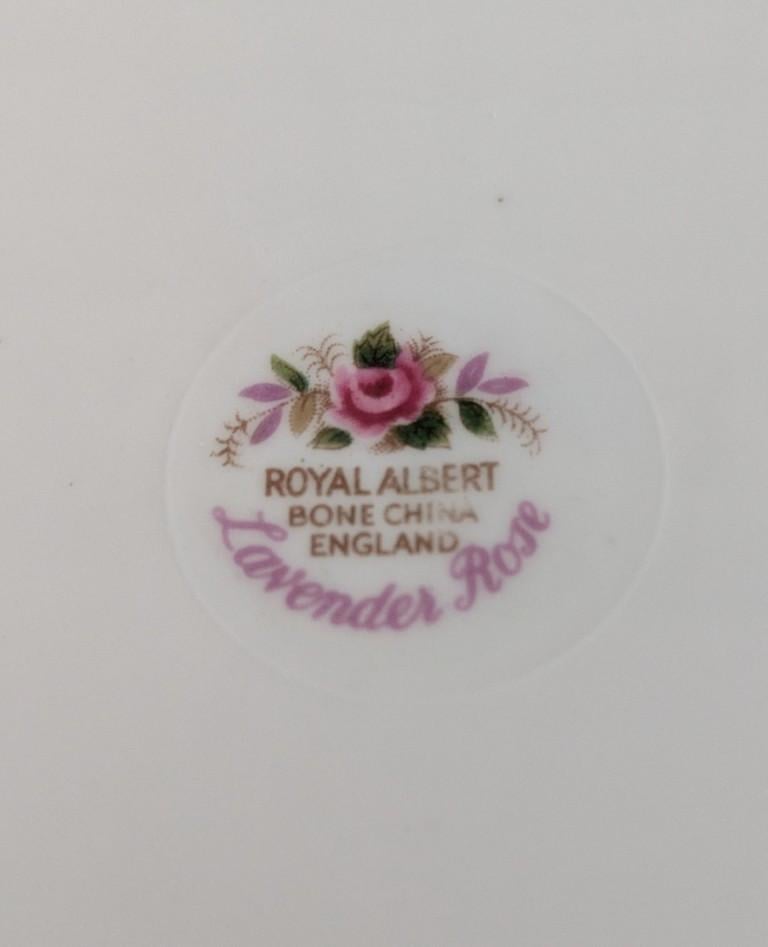 ROYAL ALBERT
BONE CHINA
ENGLAND
Lavender Rose